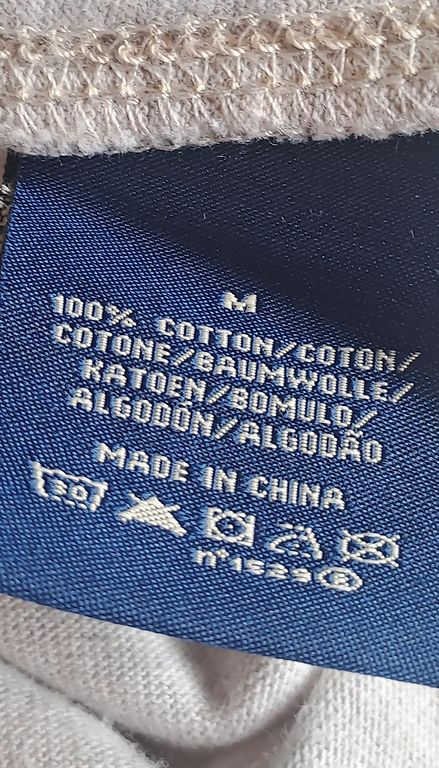 M
100% COTTON/COTON/
COTONE/BAUMWOLLE/
KATOEN/BOMULD/
ALGODÓN/ALGODÃO
MADE IN CHINA
30
n° 1529 ®